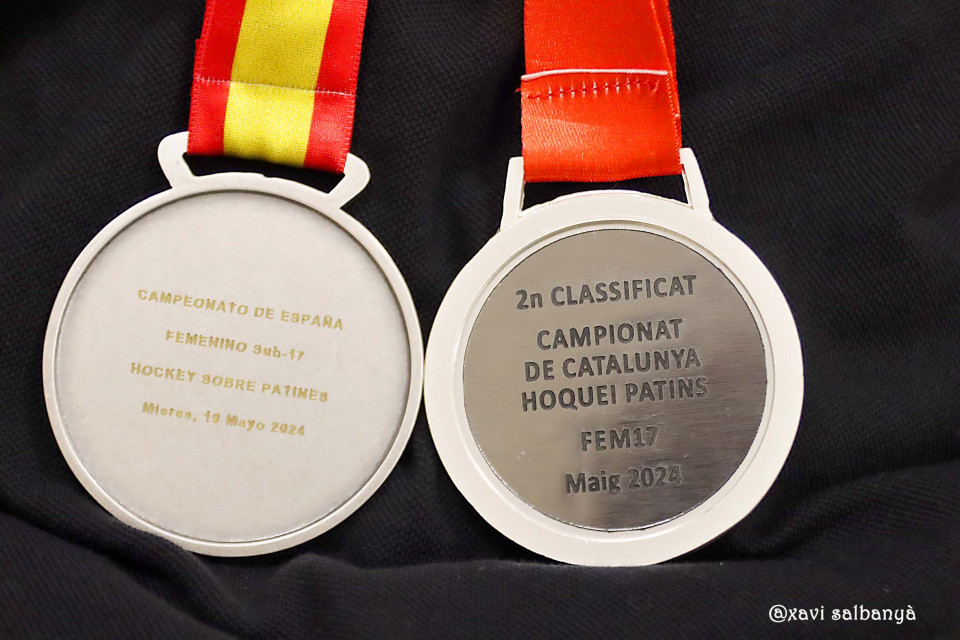 CAMPEONATO DE ESPAÑA
FEMENINO Sub-17
HOCKEY SOBRE PATINES
Mieres, 19 Mayo 2024
2n CLASSIFICAT
CAMPIONAT
DE CATALUNYA
HOQUEI PATINS
FEM17
Maig 2024
@xavi salbanyà